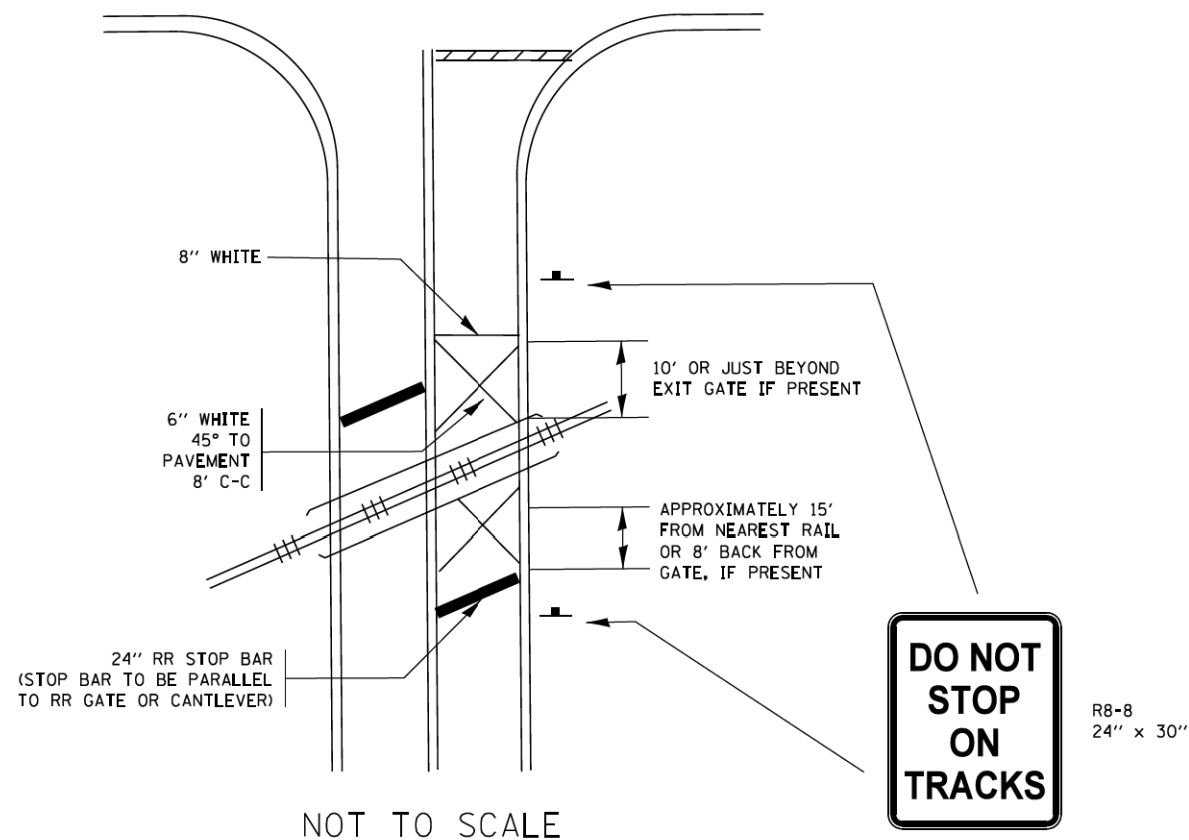 8" WHITE
10' OR JUST BEYOND
EXIT GATE IF PRESENT
6" WHITE
45° TO
PAVEMENT
8' C-C
APPROXIMATELY 15'
FROM NEAREST RAIL
OR 8' BACK FROM
GATE, IF PRESENT
24" RR STOP BAR
(STOP BAR TO BE PARALLEL
TO RR GATE OR CANTLEVER)
DO NOT
STOP
ON
TRACKS
R8-8
24" x 30"
NOT TO SCALE